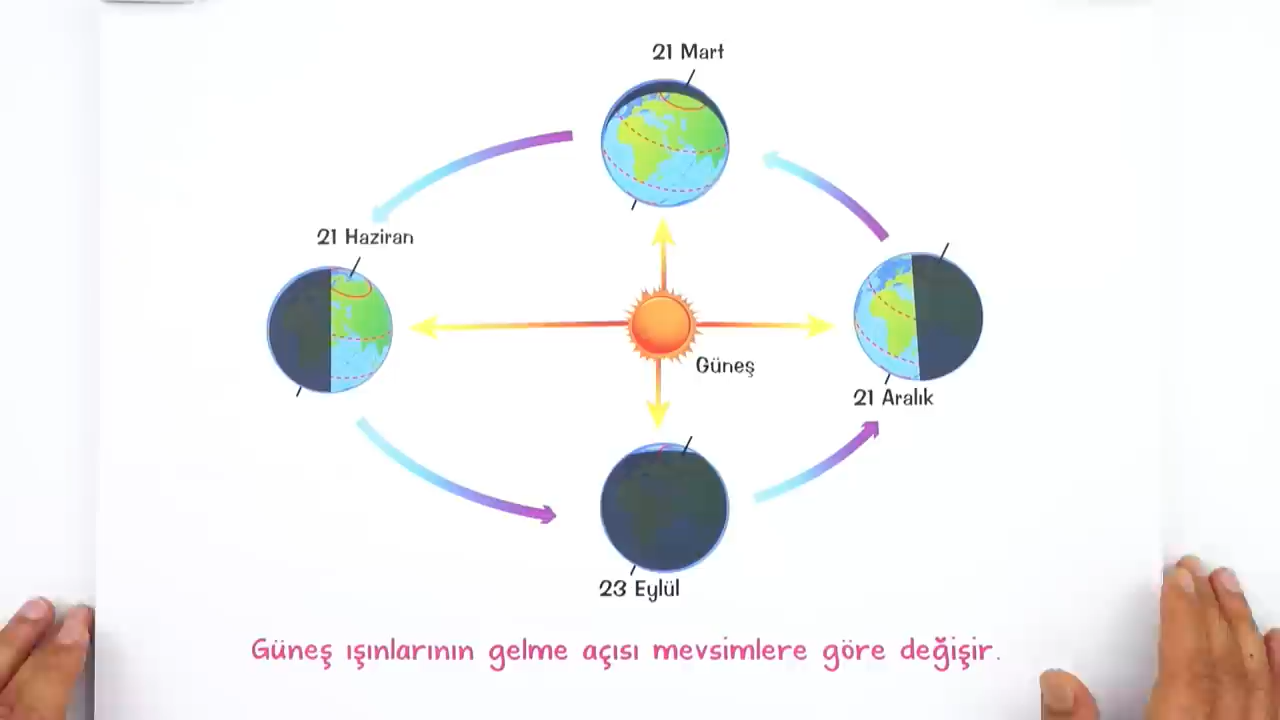 21 Mart
21 Haziran
Güneş
21 Aralık
23 Eylül
Güneş ışınlarının gelme açısı mevsimlere göre değişir.